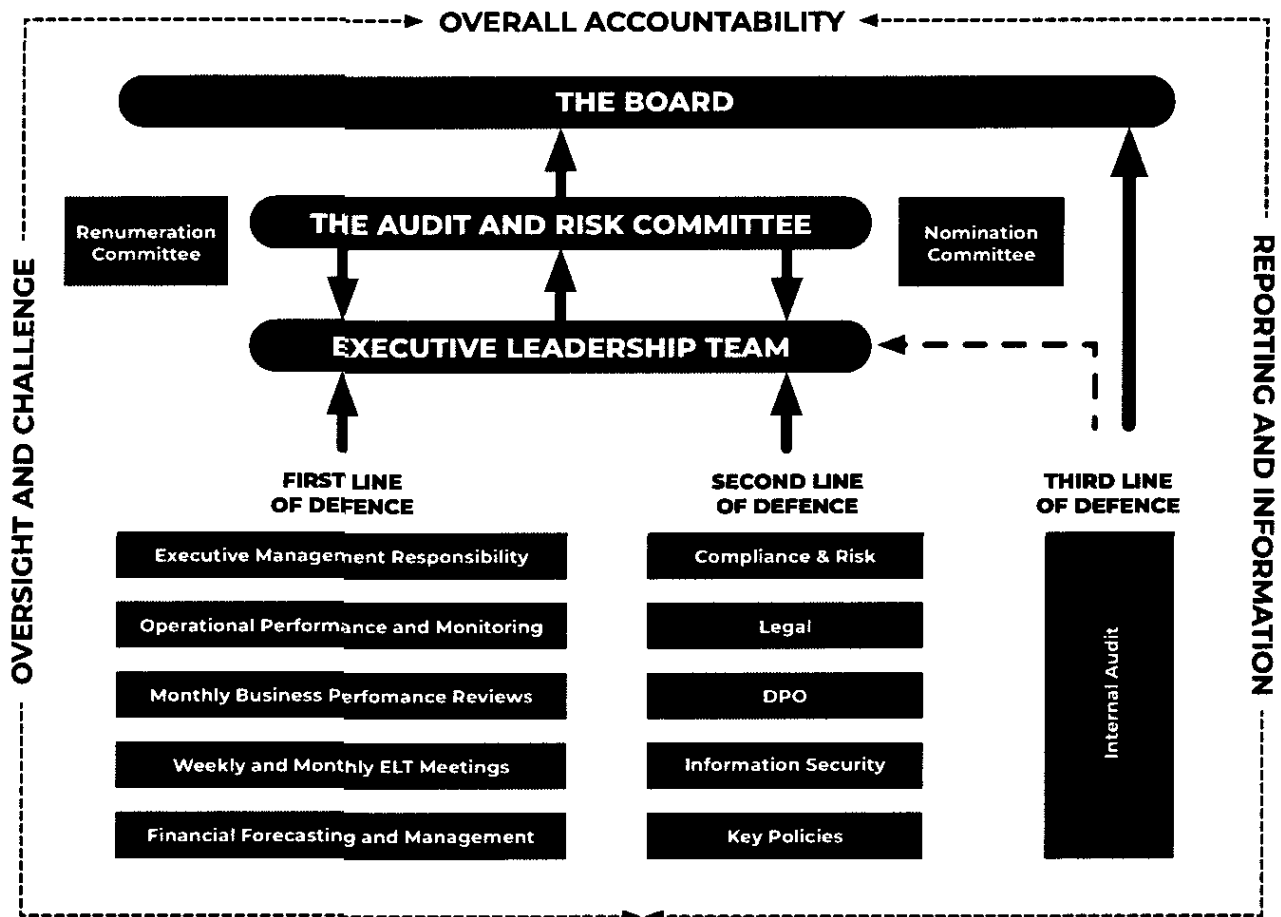 OVERALL ACCOUNTABILITY
THE BOARD
Renumeration
Committee
THE AUDIT AND RISK COMMITTEE
Nomination
Committee
EXECUTIVE LEADERSHIP TEAM
OVERSIGHT AND CHALLENGE
REPORTING AND INFORMATION
FIRST LINE
OF DEFENCE
Executive Management Responsibility
Operational Performance and Monitoring
Monthly Business Perfomance Reviews
Weekly and Monthly ELT Meetings
Financial Forecasting and Management
SECOND LINE
OF DEFENCE
Compliance & Risk
Legal
DPO
Information Security
Key Policies
THIRD LINE
OF DEFENCE
Internal Audit